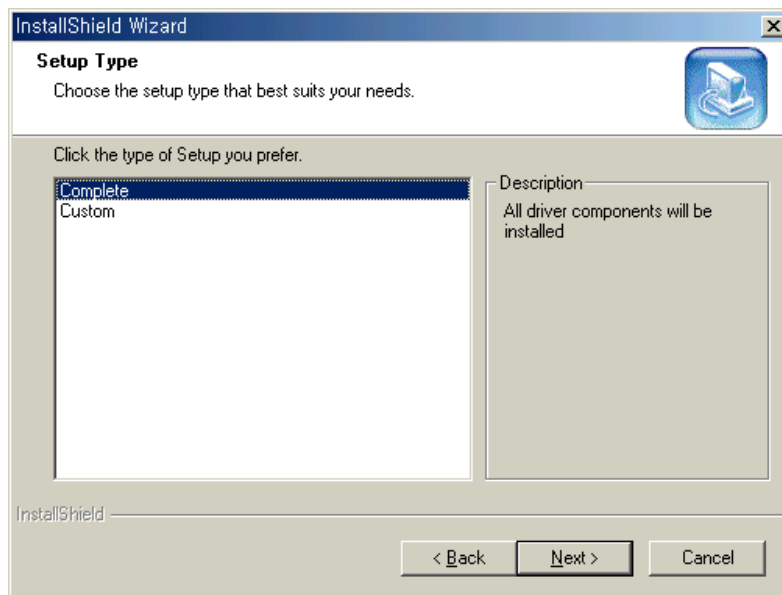 InstallShield Wizard
Setup Type
Choose the setup type that best suits your needs.
Click the type of Setup you prefer.
Complete
Custom
Description
All driver components will be
installed
InstallShield
< Back
Next >
Cancel